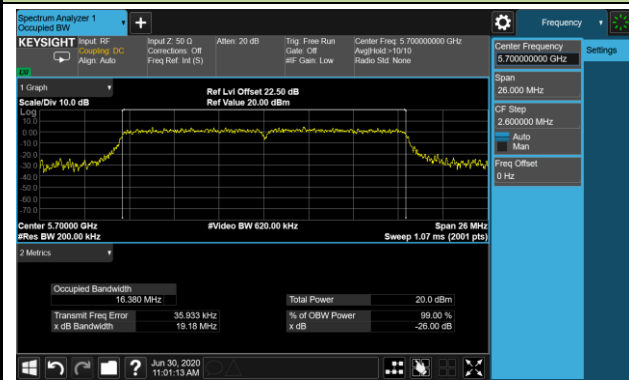 Spectrum Analyzer 1
Occupied BW
Frequency
KEYSIGHT
Input: RF
Coupling: DC
Align: Auto
Input Z: 50 Ω
Corrections: Off
Freq Ref: Int (S)
Atten: 20 dB
Trig: Free Run
Gate: Off
#IF Gain: Low
Center Freq: 5.700000000 GHz
Avg|Hold:>10/10
Radio Std: None
Center Frequency
5.700000000 GHz
Settings
Span
26.000 MHz
CF Step
2.600000 MHz
Auto
Man
Freq Offset
0 Hz
1 Graph
Scale/Div 10.0 dB
Ref Lvl Offset 22.50 dB
Ref Value 20.00 dBm
Log
10.0
0.00
-10.0
-20.0
-30.0
-40.0
-50.0
-60.0
-70.0
Center 5.70000 GHz
#Res BW 200.00 kHz
#Video BW 620.00 kHz
Span 26 MHz
Sweep 1.07 ms (2001 pts)
2 Metrics
Occupied Bandwidth
16.380 MHz
Total Power
20.0 dBm
Transmit Freq Error
35.933 kHz
% of OBW Power
99.00 %
x dB Bandwidth
19.18 MHz
x dB
-26.00 dB
Jun 30, 2020
11:01:13 AM